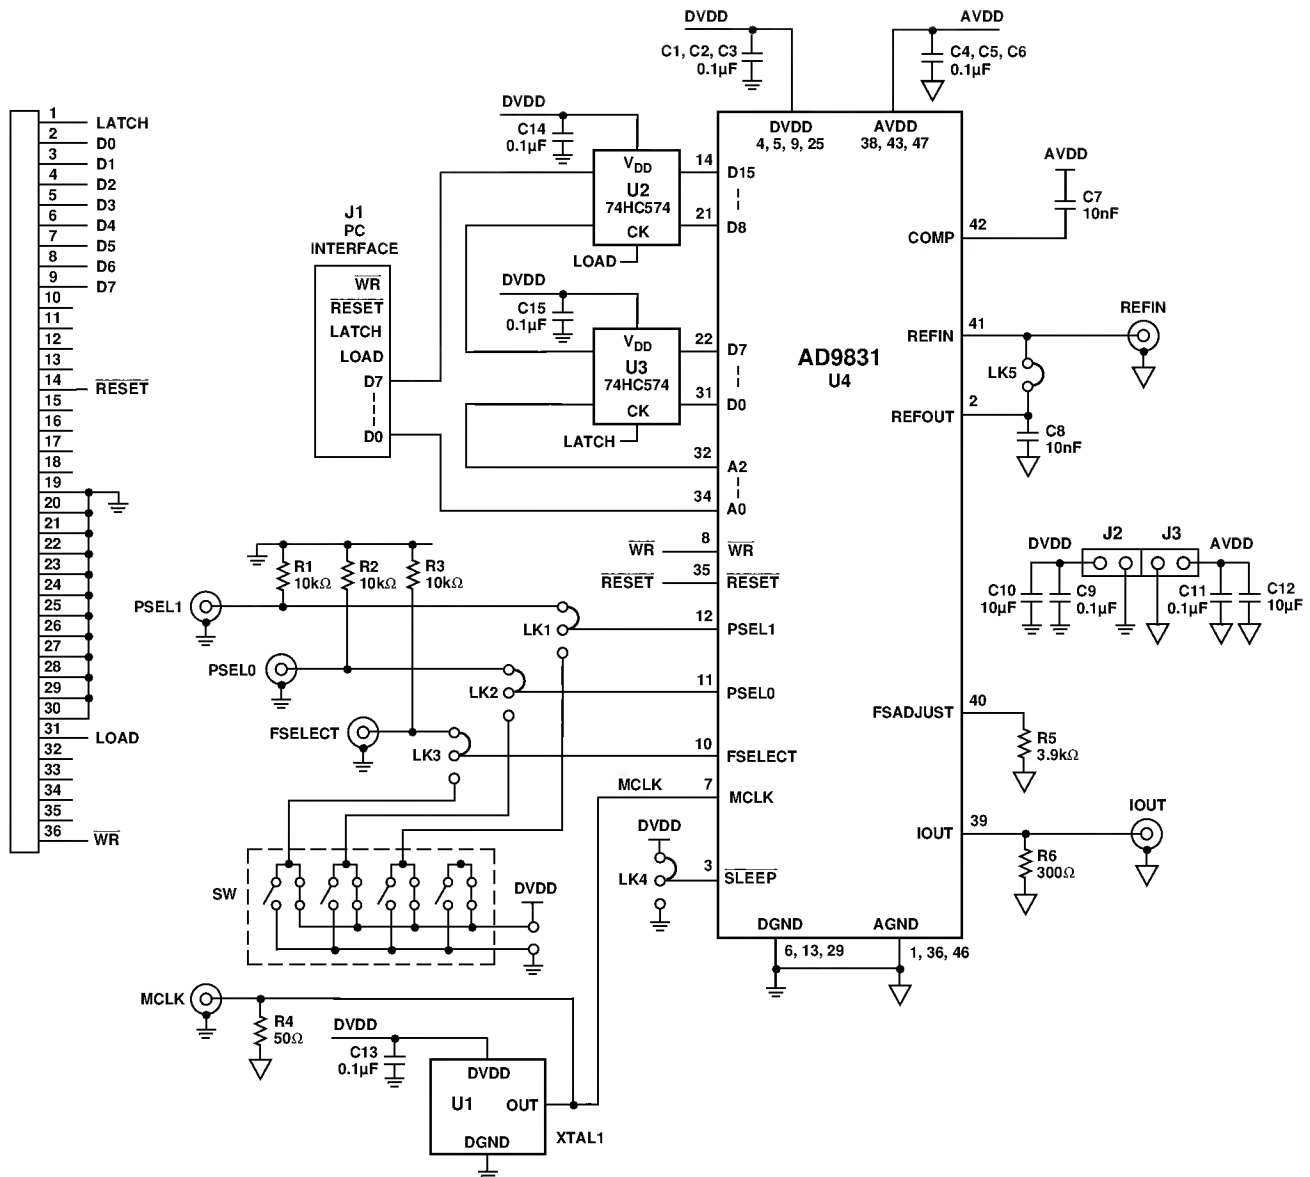 DVDD
C1, C2, C3
0.1µF
AVDD
C4, C5, C6
0.1µF
1
LATCH
2
D0
3
D1
4
D2
5
D3
6
D4
7
D5
8
D6
9
D7
10
11
12
13
14
RESET
15
16
17
18
19
20
21
22
23
24
25
26
27
28
29
30
31
LOAD
32
33
34
35
36
WR
J1
PC
INTERFACE
WR
RESET
LATCH
LOAD
D7
D0
DVDD
C14
0.1µF
VDD
U2
74HC574
CK
LOAD
DVDD
C15
0.1µF
VDD
U3
74HC574
CK
LATCH
DVDD
4, 5, 9, 25
AVDD
38, 43, 47
14
D15
21
D8
22
D7
31
D0
32
A2
34
A0
8
WR
WR
35
RESET
RESET
12
PSEL1
11
PSEL0
10
FSELECT
MCLK
7
MCLK
3
SLEEP
AD9831
U4
COMP
42
AVDD
C7
10nF
REFIN
41
REFIN
LK5
REFOUT
2
C8
10nF
J2
J3
DVDD
AVDD
C10
10µF
C9
0.1µF
C11
0.1µF
C12
10µF
FSADJUST
40
R5
3.9kΩ
IOUT
39
IOUT
R6
300Ω
DGND
6, 13, 29
AGND
1, 36, 46
R1
10kΩ
R2
10kΩ
R3
10kΩ
PSEL1
LK1
PSEL0
LK2
FSELECT
LK3
DVDD
LK4
SW
DVDD
MCLK
R4
50Ω
DVDD
C13
0.1µF
DVDD
U1
OUT
DGND
XTAL1